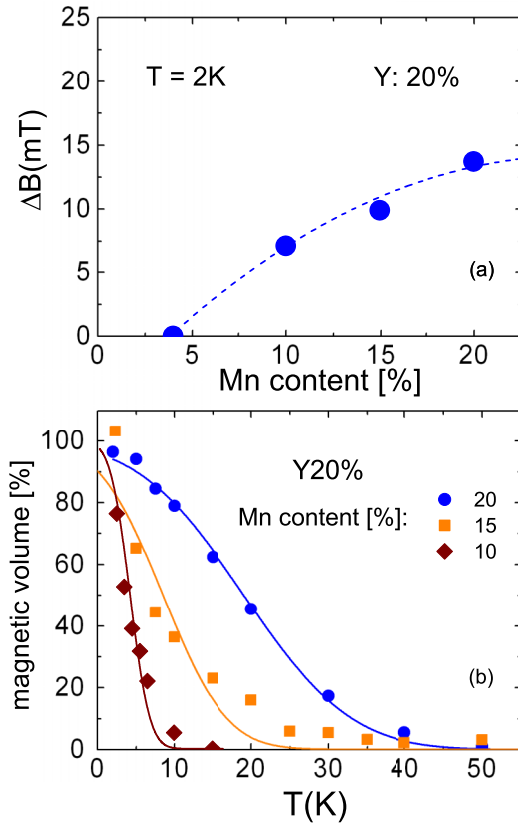 25
20
15
10
5
0
ΔB(mT)
T = 2K
Y: 20%
(a)
0
5
10
15
20
Mn content [%]
100
80
60
40
20
0
magnetic volume [%]
Y20%
Mn content [%]:
20
15
10
(b)
0
10
20
30
40
50
T(K)